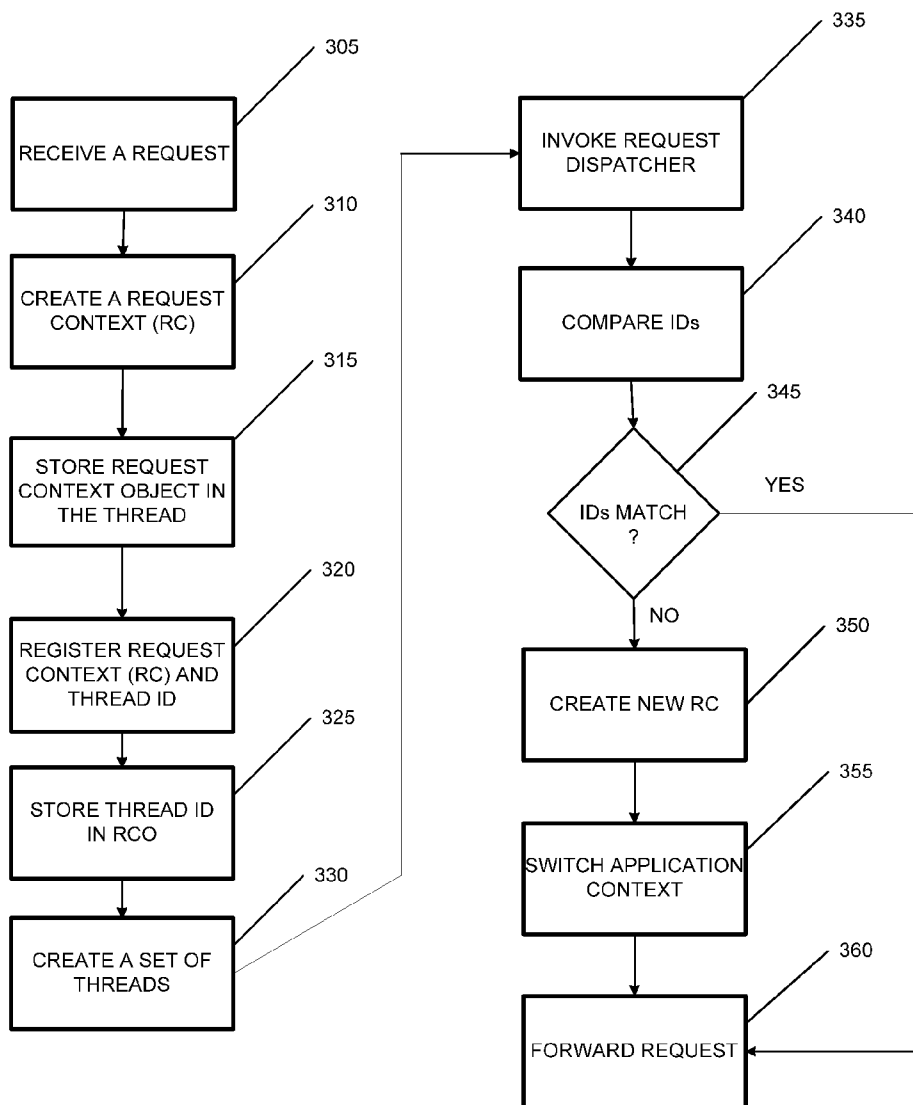 305
RECEIVE A REQUEST
310
CREATE A REQUEST
CONTEXT (RC)
315
STORE REQUEST
CONTEXT OBJECT IN
THE THREAD
320
REGISTER REQUEST
CONTEXT (RC) AND
THREAD ID
325
STORE THREAD ID
IN RCO
330
CREATE A SET OF
THREADS
335
INVOKE REQUEST
DISPATCHER
340
COMPARE IDs
345
IDs MATCH
?
YES
NO
350
CREATE NEW RC
355
SWITCH APPLICATION
CONTEXT
360
FORWARD REQUEST